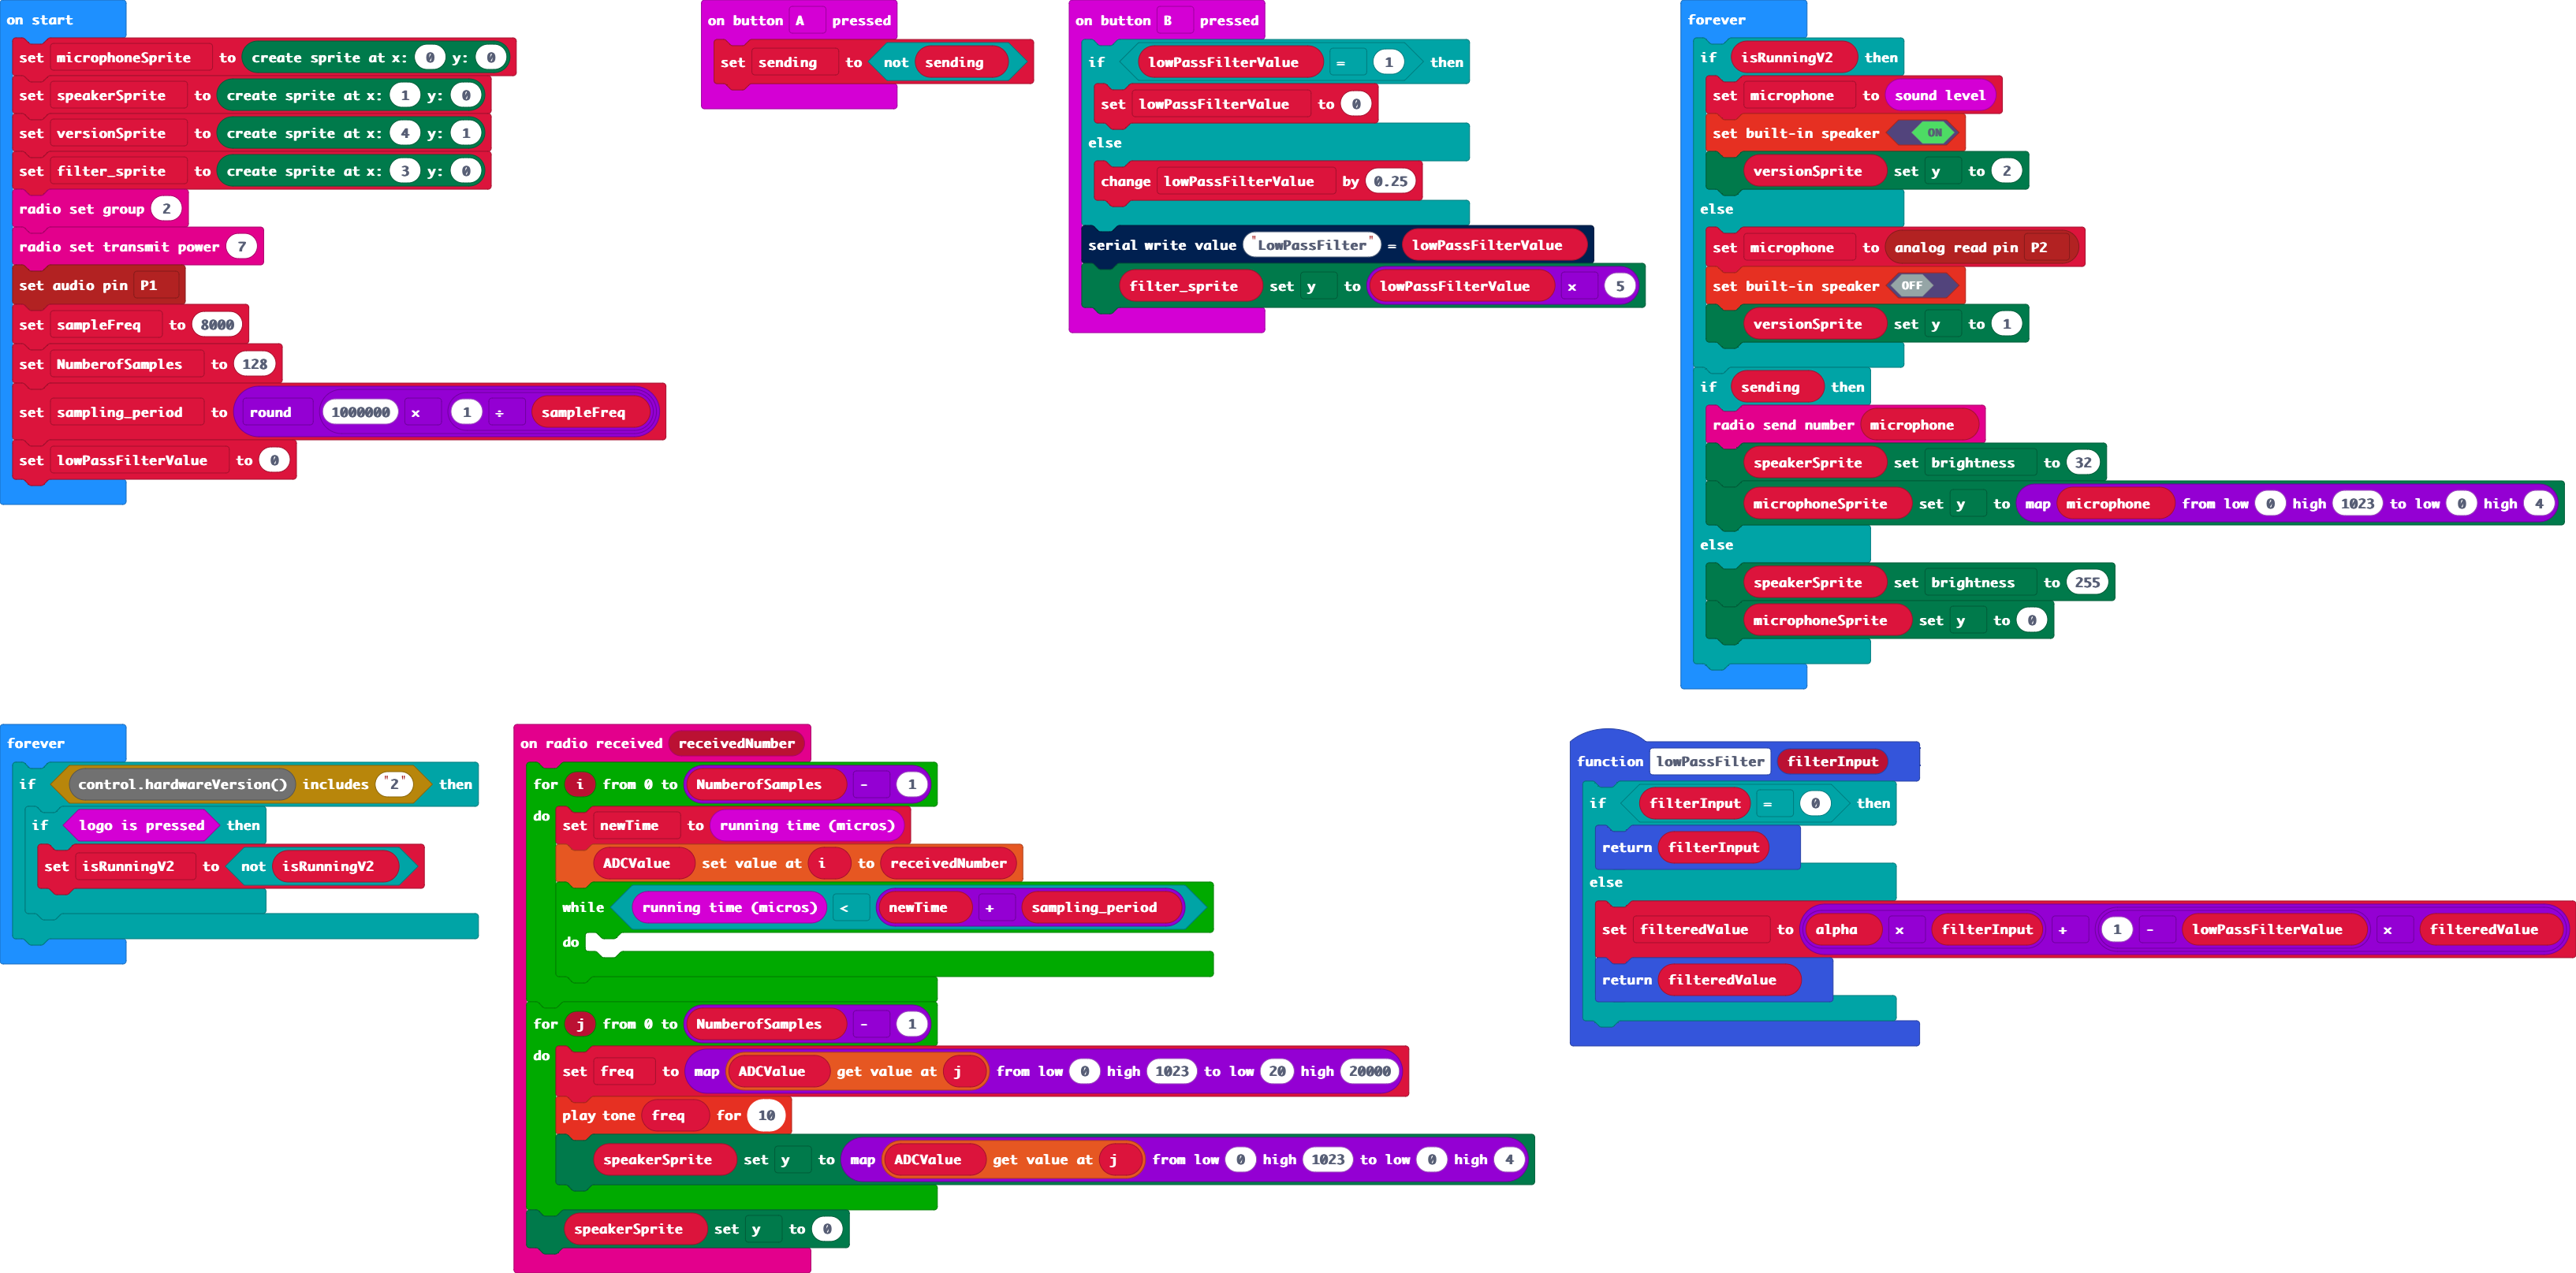 on start
set microphoneSprite to create sprite at x: 0 y: 0
set speakerSprite to create sprite at x: 1 y: 0
set versionSprite to create sprite at x: 4 y: 1
set filter_sprite to create sprite at x: 3 y: 0
radio set group 2
radio set transmit power 7
set audio pin P1
set sampleFreq to 8000
set NumberofSamples to 128
set sampling_period to round 1000000 x 1 ÷ sampleFreq
set lowPassFilterValue to 0
on button A pressed
set sending to not sending
on button B pressed
if lowPassFilterValue = 1 then
set lowPassFilterValue to 0
else
change lowPassFilterValue by 0.25
serial write value "LowPassFilter" = lowPassFilterValue
filter_sprite set y to lowPassFilterValue x 5
forever
if isRunningV2 then
set microphone to sound level
set built-in speaker ON
versionSprite set y to 2
else
set microphone to analog read pin P2
set built-in speaker OFF
versionSprite set y to 1
if sending then
radio send number microphone
speakerSprite set brightness to 32
microphoneSprite set y to map microphone from low 0 high 1023 to low 0 high 4
else
speakerSprite set brightness to 255
microphoneSprite set y to 0
forever
if control.hardwareVersion() includes "2" then
if logo is pressed then
set isRunningV2 to not isRunningV2
on radio received receivedNumber
for i from 0 to NumberofSamples - 1
do
set newTime to running time (micros)
ADCValue set value at i to receivedNumber
while running time (micros) < newTime + sampling_period
do
for j from 0 to NumberofSamples - 1
do
set freq to map ADCValue get value at j from low 0 high 1023 to low 20 high 20000
play tone freq for 10
speakerSprite set y to map ADCValue get value at j from low 0 high 1023 to low 0 high 4
speakerSprite set y to 0
function lowPassFilter filterInput
if filterInput = 0 then
return filterInput
else
set filteredValue to alpha x filterInput + 1 - lowPassFilterValue x filteredValue
return filteredValue